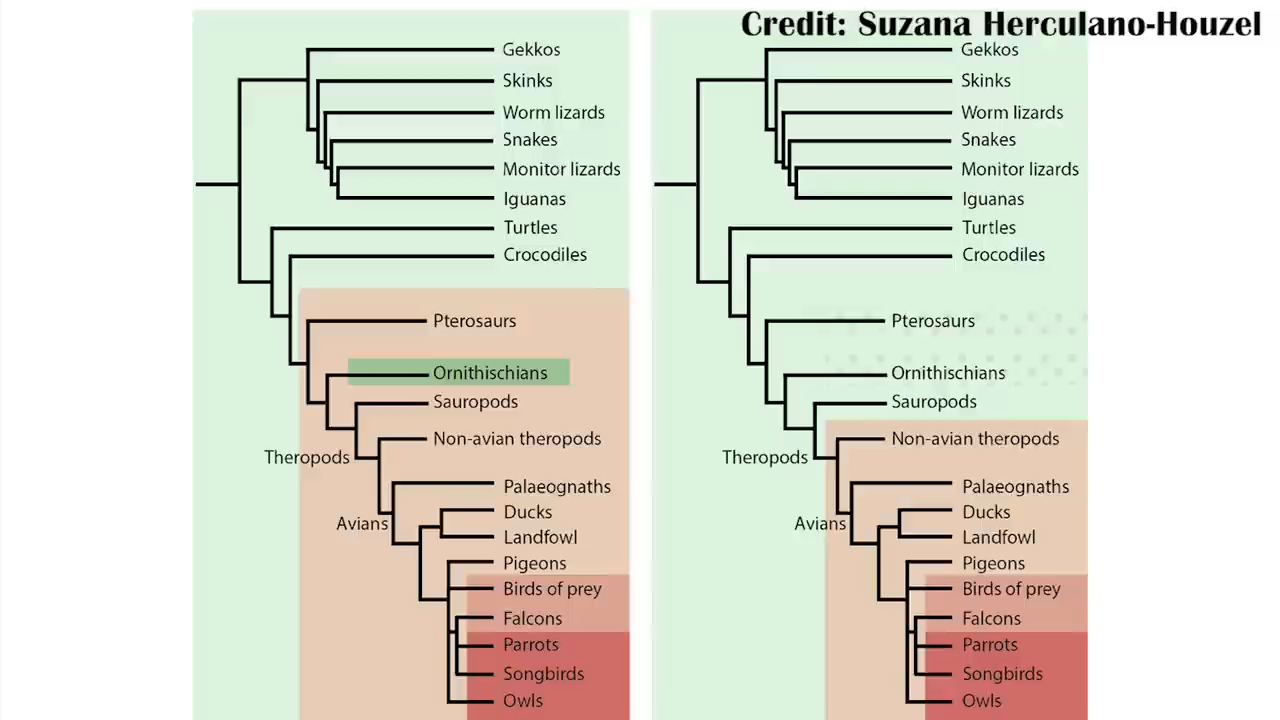 Credit: Suzana Herculano-Houzel
Gekkos
Skinks
Worm lizards
Snakes
Monitor lizards
Iguanas
Turtles
Crocodiles
Pterosaurs
Ornithischians
Sauropods
Non-avian theropods
Theropods
Palaeognaths
Ducks
Avians
Landfowl
Pigeons
Birds of prey
Falcons
Parrots
Songbirds
Owls
Gekkos
Skinks
Worm lizards
Snakes
Monitor lizards
Iguanas
Turtles
Crocodiles
Pterosaurs
Ornithischians
Sauropods
Non-avian theropods
Theropods
Palaeognaths
Ducks
Avians
Landfowl
Pigeons
Birds of prey
Falcons
Parrots
Songbirds
Owls